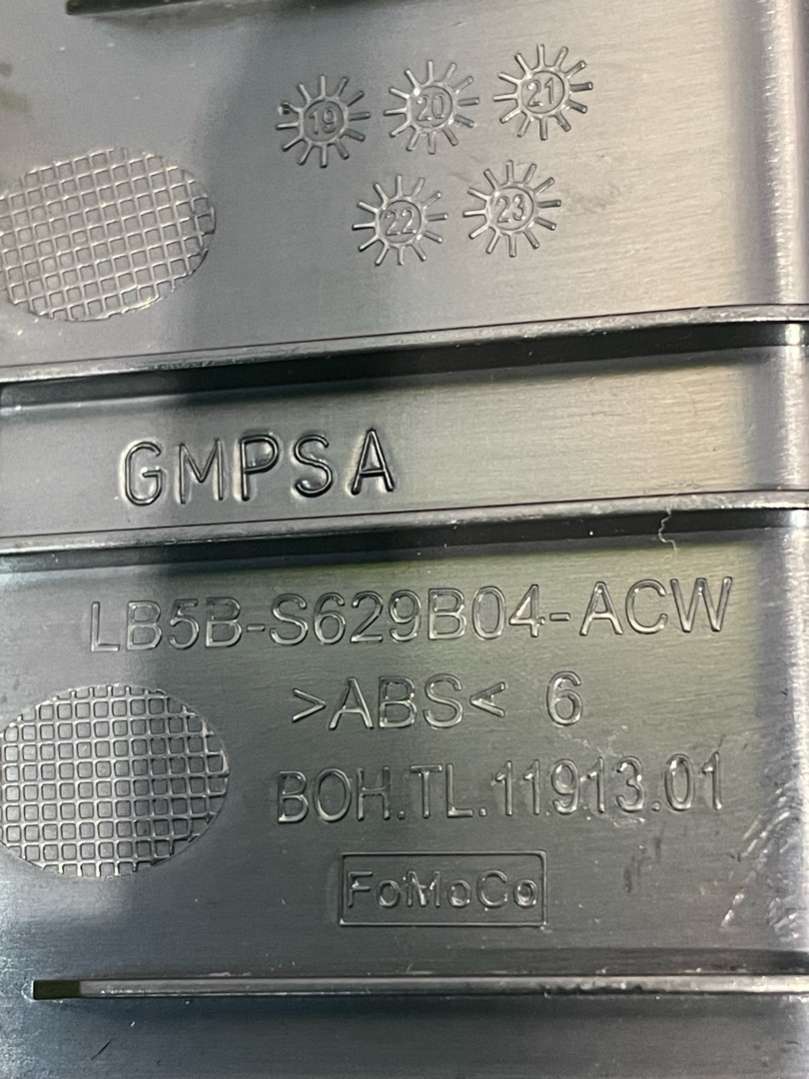 19 20 21
22 23
GMPSA
LB5B-S629B04-ACW
>ABS< 6
BOH.TL.11913.01
FoMoCo